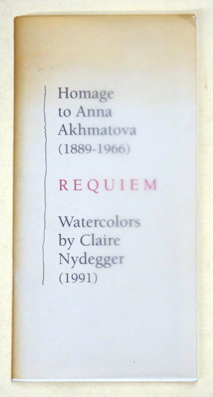 Homage
to Anna
Akhmatova
(1889-1966)
REQUIEM
Watercolors
by Claire
Nydegger
(1991)